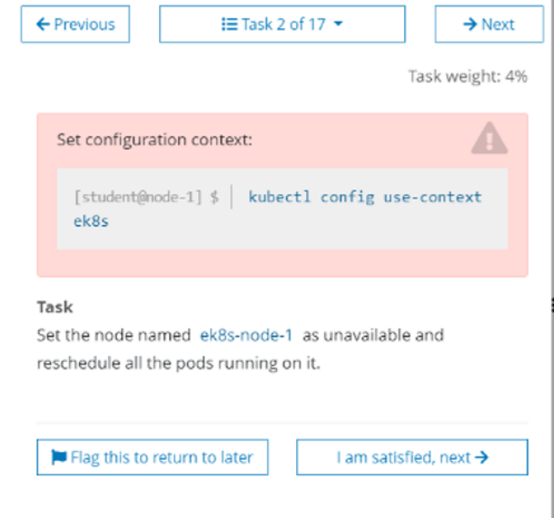 Previous
Task 2 of 17
Next
Task weight: 4%
Set configuration context:
[student@node-1] $ | kubectl config use-context
ek8s
Task
Set the node named ek8s-node-1 as unavailable and
reschedule all the pods running on it.
Flag this to return to later
I am satisfied, next